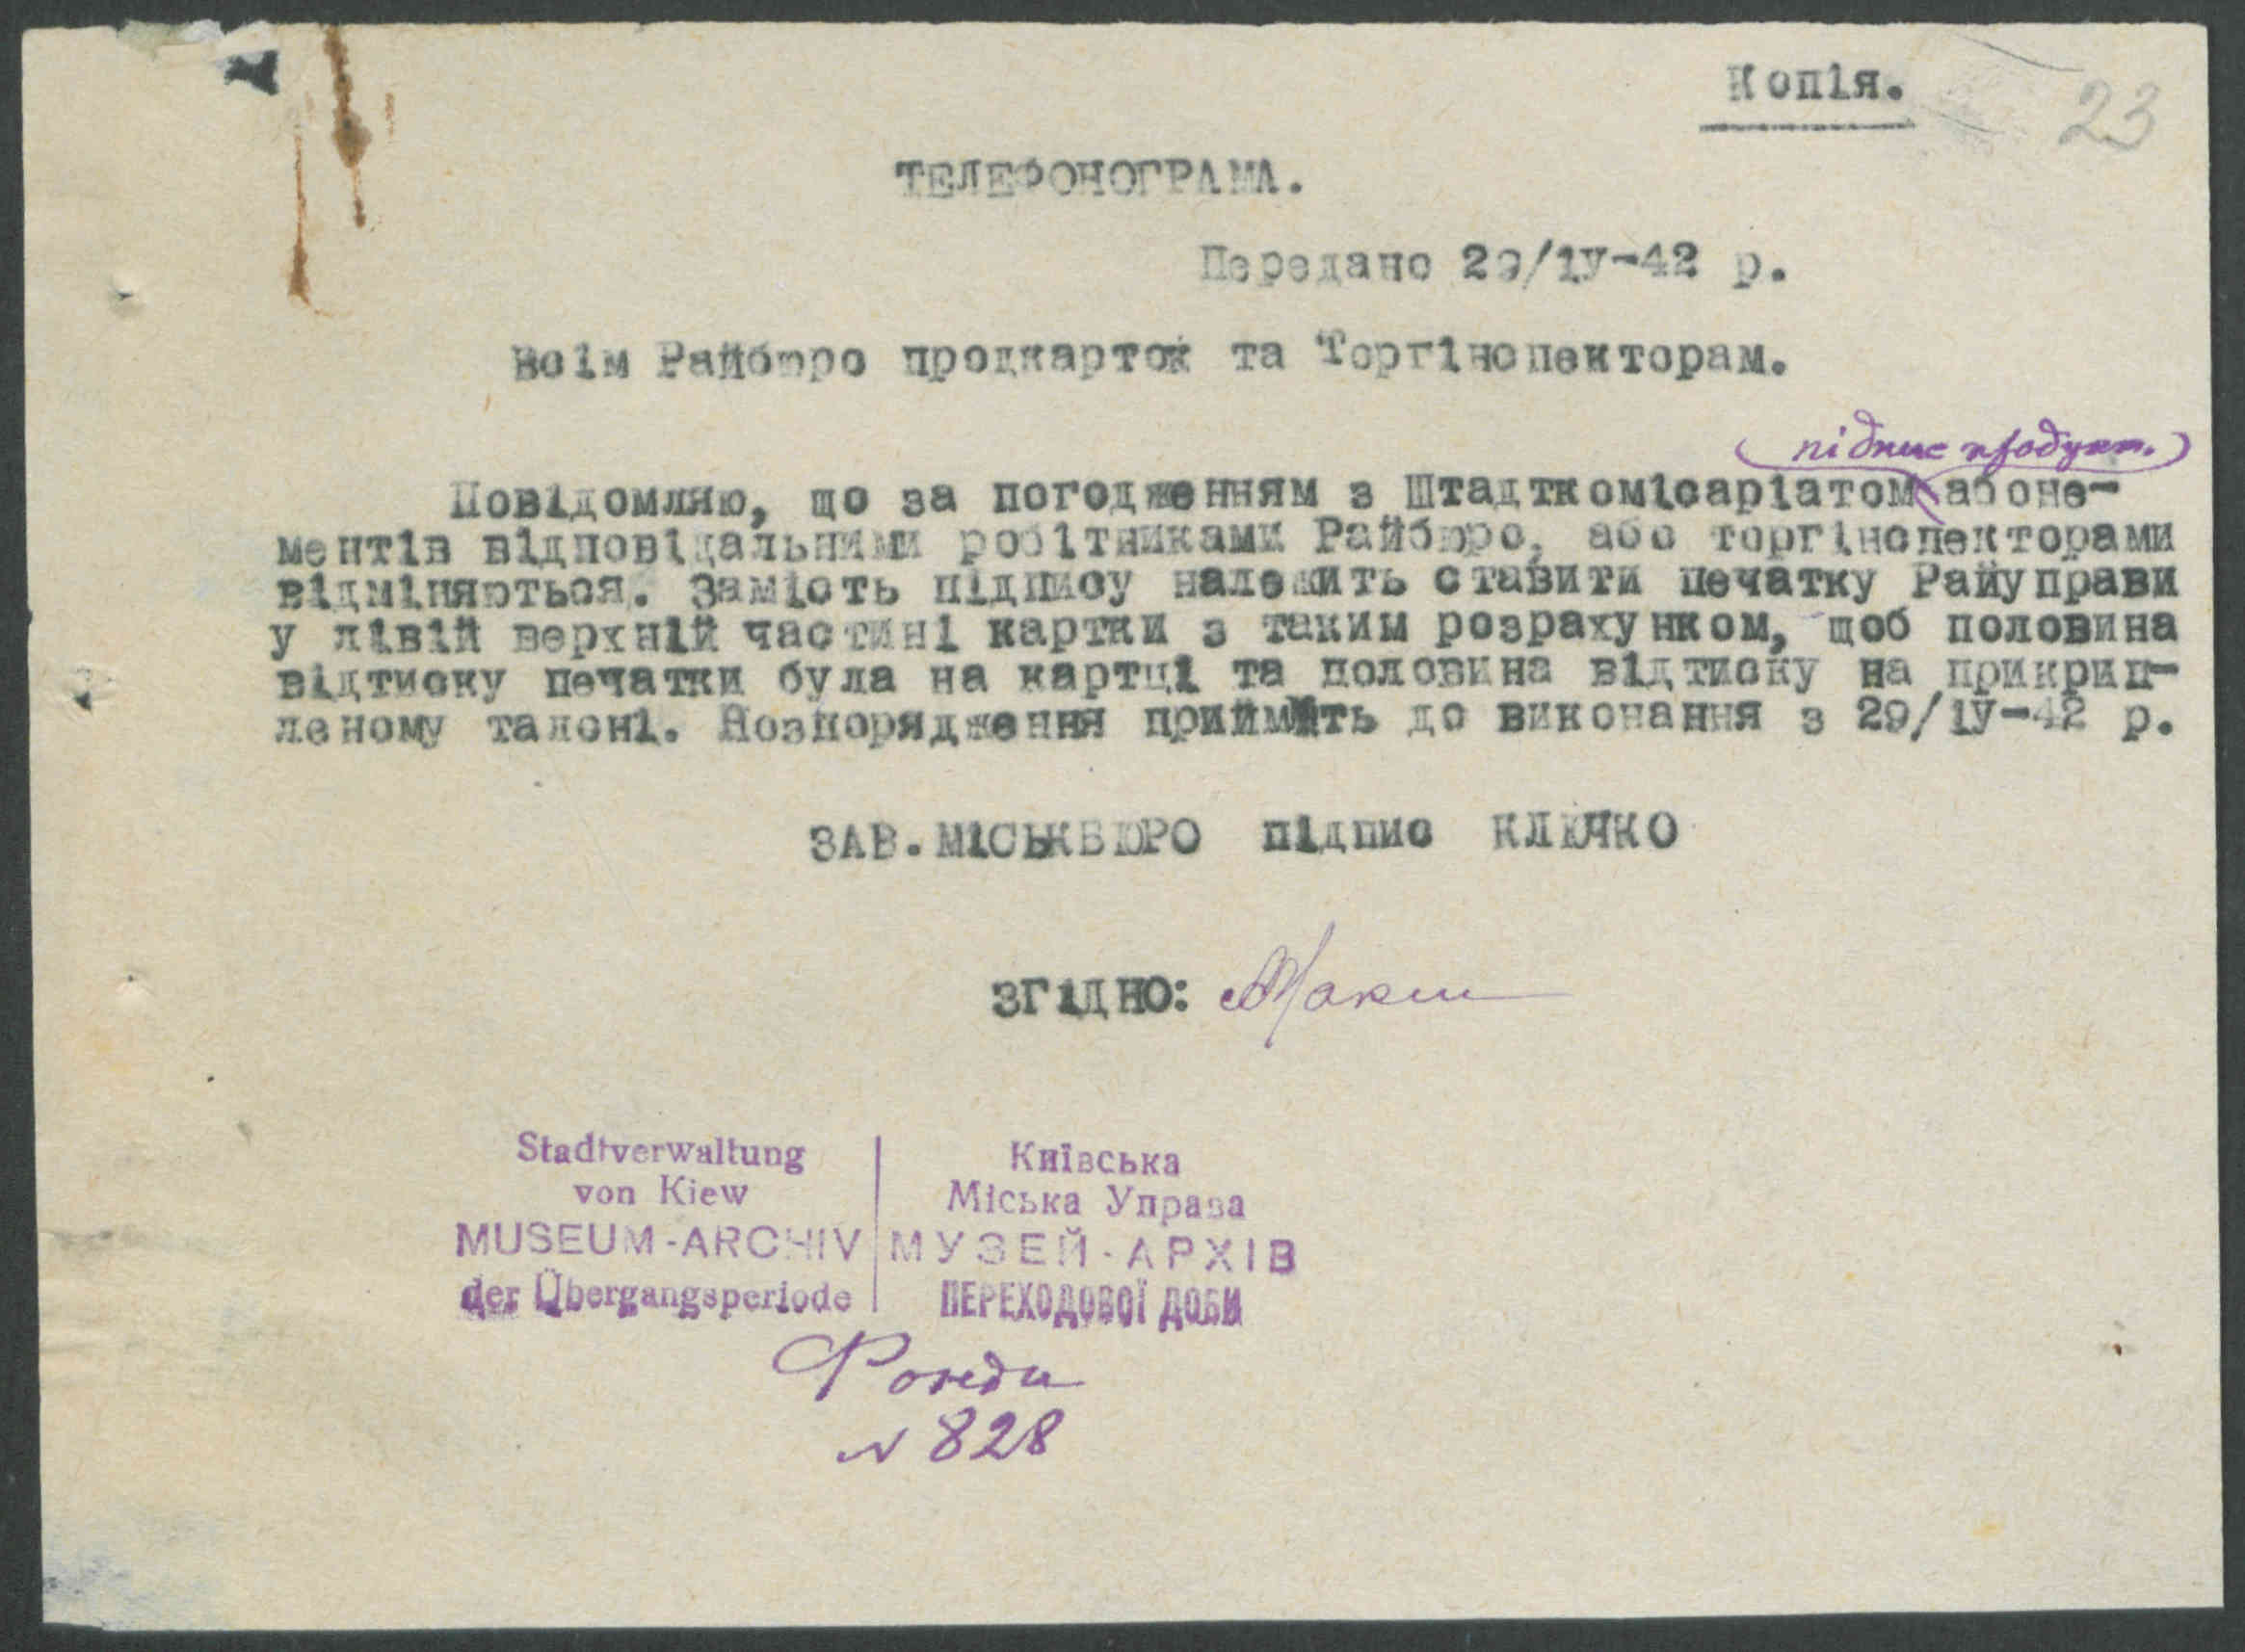 Копія.
23
ТЕЛЕФОНОГРАМА.
Передано 29/1У-42 р.
Всім Райбюро продкарток та Торгінспекторам.
підпис продукт.
Повідомляю, що за погодженням з Штадткомісаріатом абоне-
ментів відповідальними робітниками Райбюро, або торгінспекторами
відміняються. Замість підпису належить ставити печатку Райуправи
у лівій верхній частині картки з таким розрахунком, щоб половина
відтиску печатки була на картці та половина відтиску на прикріп-
леному талоні. Розпорядження прийміть до виконання з 29/1У-42 р.
ЗАВ.МІСЬКБЮРО підпис КЛЮЧКО
ЗГІДНО:
Stadtverwaltung
von Kiew
MUSEUM-ARCHIV
der Übergangsperiode
Київська
Міська Управа
МУЗЕЙ-АРХІВ
ПЕРЕХОДОВОЇ ДОБИ
Фонди
N 828